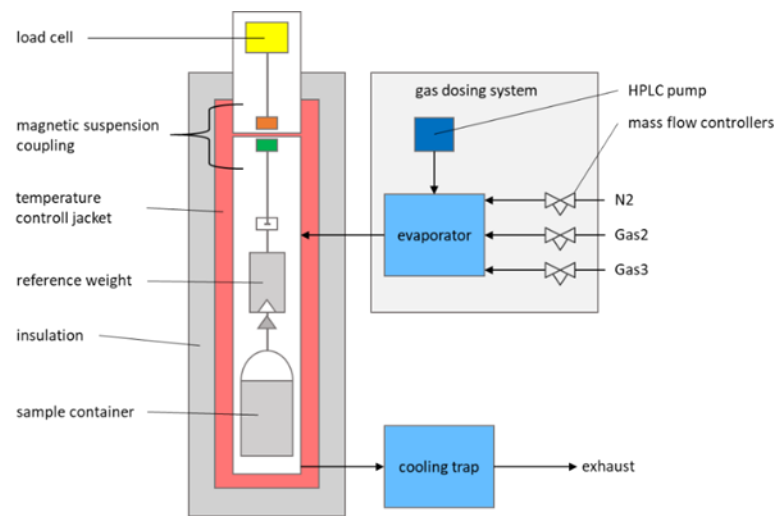 load cell
magnetic suspension
coupling
temperature
controll jacket
reference weight
insulation
sample container
gas dosing system
HPLC pump
mass flow controllers
evaporator
N2
Gas2
Gas3
cooling trap
exhaust